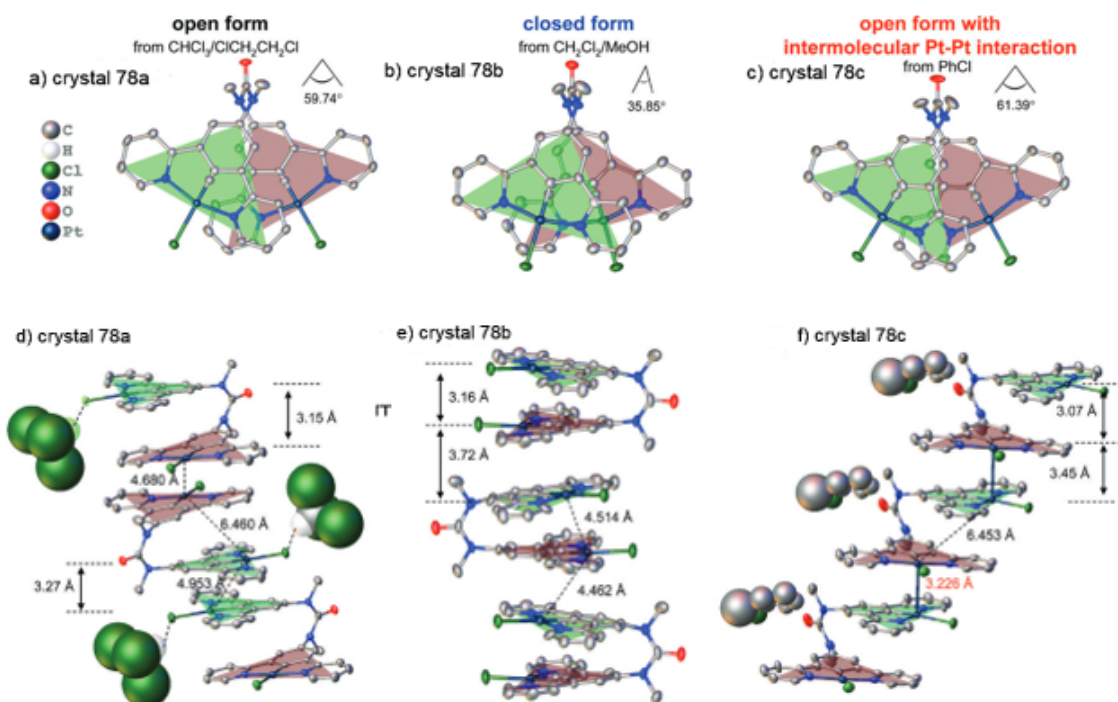 open form
from CHCl3/ClCH2CH2Cl
a) crystal 78a
59.74°
closed form
from CH2Cl2/MeOH
b) crystal 78b
35.85°
open form with
intermolecular Pt-Pt interaction
from PhCl
c) crystal 78c
61.39°
C
H
Cl
N
O
Pt
d) crystal 78a
3.15 Å
4.680 Å
6.460 Å
4.953 Å
3.27 Å
e) crystal 78b
3.16 Å
3.72 Å
4.514 Å
4.462 Å
f) crystal 78c
3.07 Å
3.45 Å
6.453 Å
3.226 Å